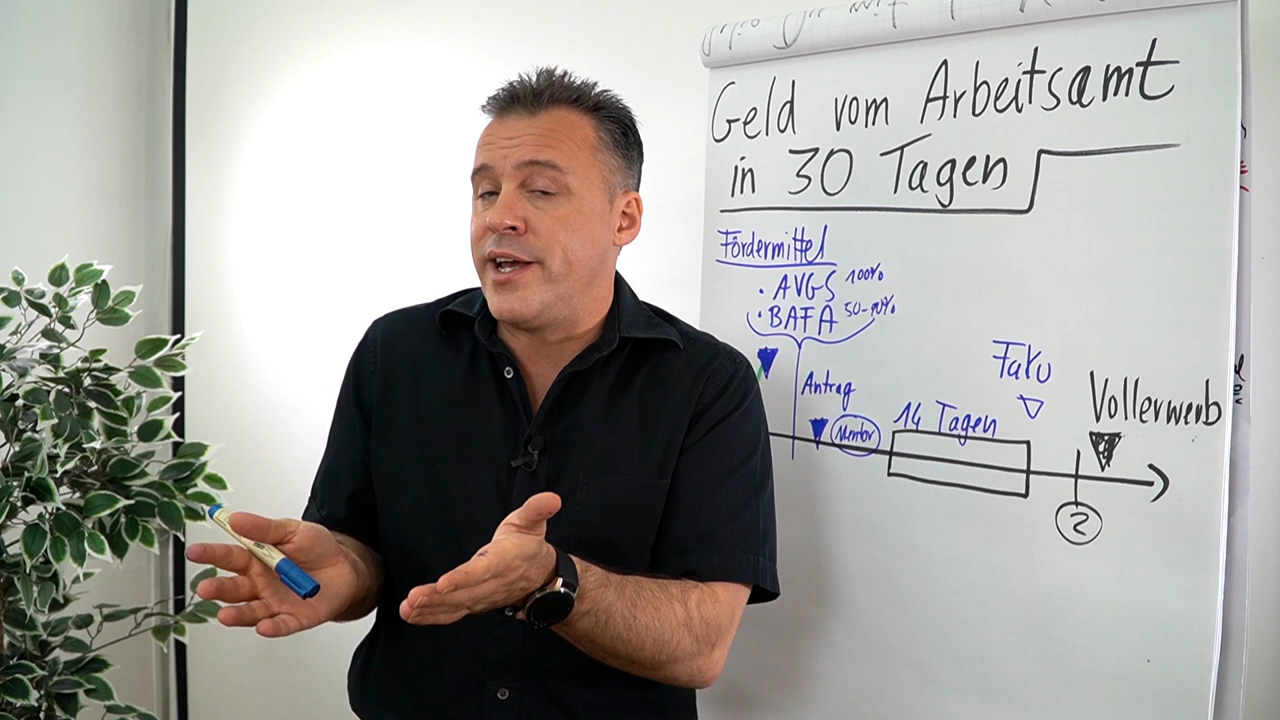 Geld vom Arbeitsamt
in 30 Tagen
Fördermittel
• AVGS 100%
• BAFA 50-90%
Antrag
Mentor
14 Tagen
FaKu
Vollerwerb
2